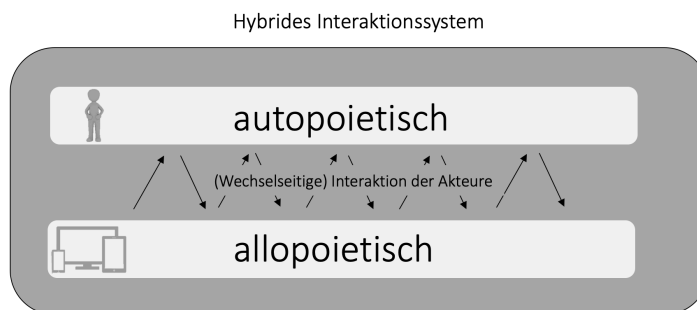 Hybrides Interaktionssystem
autopoietisch
(Wechselseitige) Interaktion der Akteure
allopoietisch